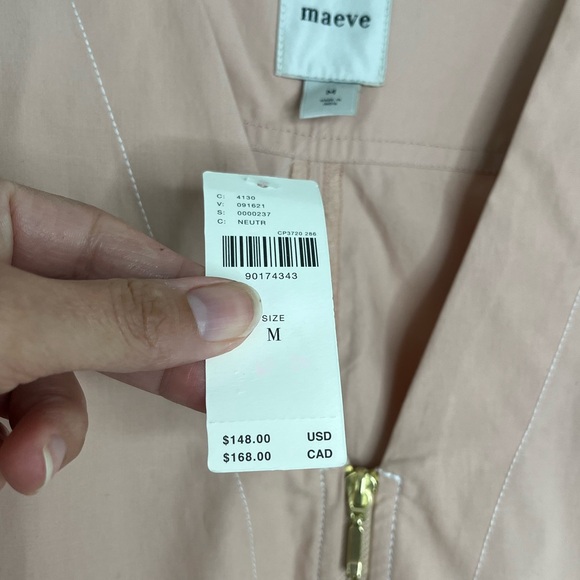 maeve
M
C: 4130
V: 091621
S: 0000237
C: NEUTR
CP3720 286
90174343
SIZE
M
$148.00 USD
$168.00 CAD